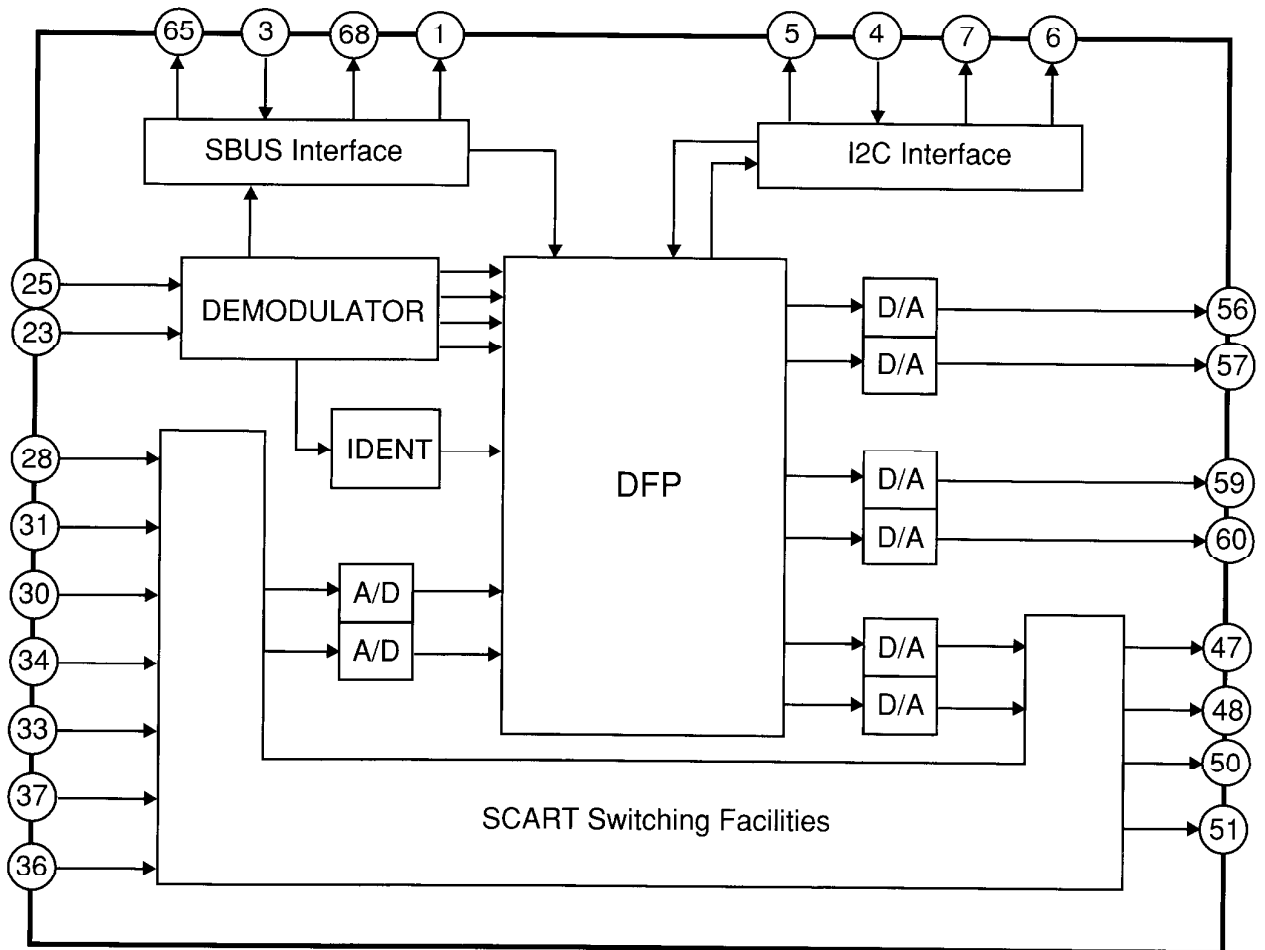 65 3 68 1 5 4 7 6
SBUS Interface
I2C Interface
25
23
DEMODULATOR
D/A
56
D/A
57
28
IDENT
DFP
D/A
59
31
D/A
60
30
A/D
34
A/D
D/A
47
33
D/A
48
50
37
SCART Switching Facilities
51
36